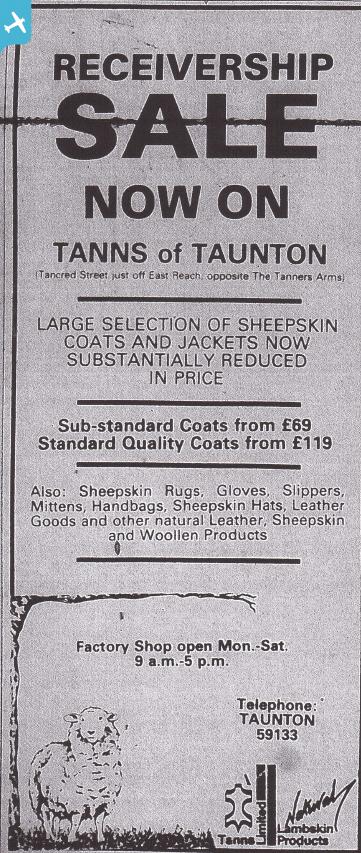 RECEIVERSHIP
SALE
NOW ON
TANNS of TAUNTON
(Tancred Street just off East Reach, opposite The Tanners Arms)
LARGE SELECTION OF SHEEPSKIN
COATS AND JACKETS NOW
SUBSTANTIALLY REDUCED
IN PRICE
Sub-standard Coats from £69
Standard Quality Coats from £119
Also: Sheepskin Rugs, Gloves, Slippers,
Mittens, Handbags, Sheepskin Hats, Leather
Goods and other natural Leather, Sheepskin
and Woollen Products
Factory Shop open Mon.-Sat.
9 a.m.-5 p.m.
Telephone:
TAUNTON
59133
Tanns Limited
Natural
Lambskin
Products